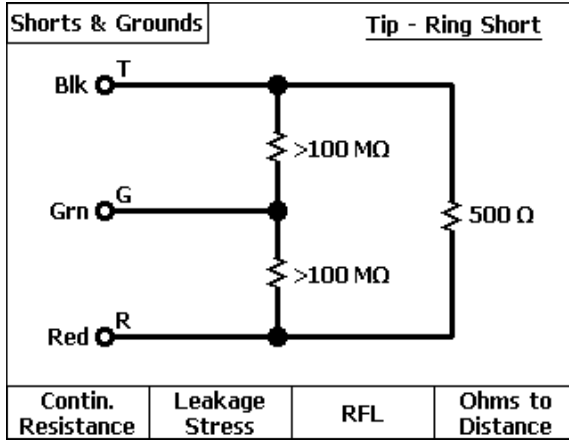 Shorts & Grounds
Tip - Ring Short
T
Blk
>100 MΩ
G
Grn
500 Ω
>100 MΩ
R
Red
Contin.
Resistance
Leakage
Stress
RFL
Ohms to
Distance